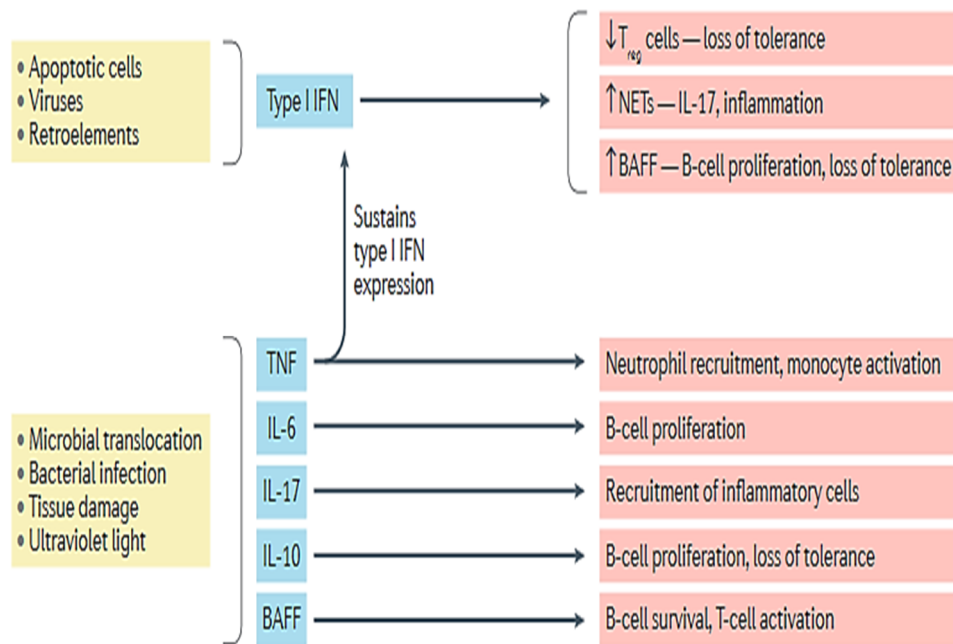 • Apoptotic cells
• Viruses
• Retroelements
Type I IFN
↓Treg cells — loss of tolerance
↑NETs — IL-17, inflammation
↑BAFF — B-cell proliferation, loss of tolerance
Sustains
type I IFN
expression
• Microbial translocation
• Bacterial infection
• Tissue damage
• Ultraviolet light
TNF
Neutrophil recruitment, monocyte activation
IL-6
B-cell proliferation
IL-17
Recruitment of inflammatory cells
IL-10
B-cell proliferation, loss of tolerance
BAFF
B-cell survival, T-cell activation